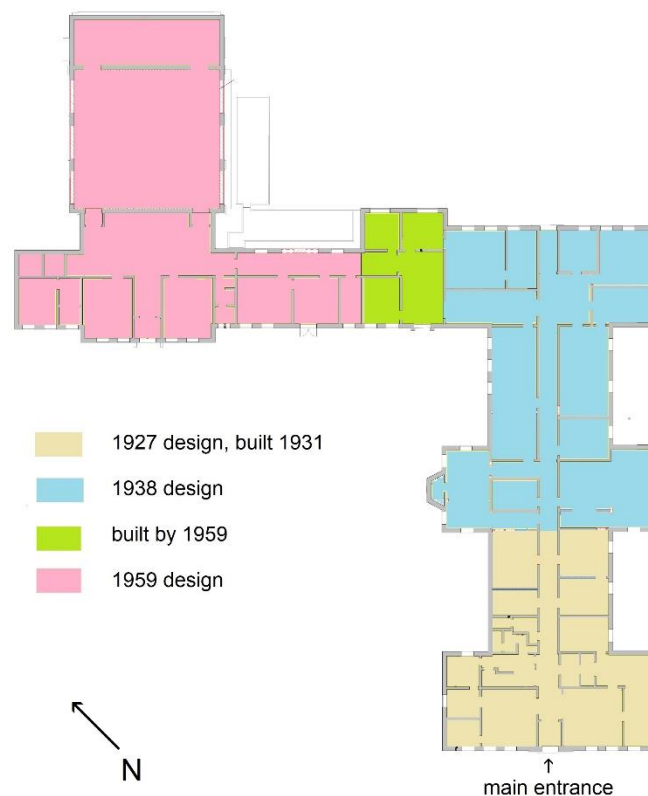 1927 design, built 1931
1938 design
built by 1959
1959 design
N
main entrance